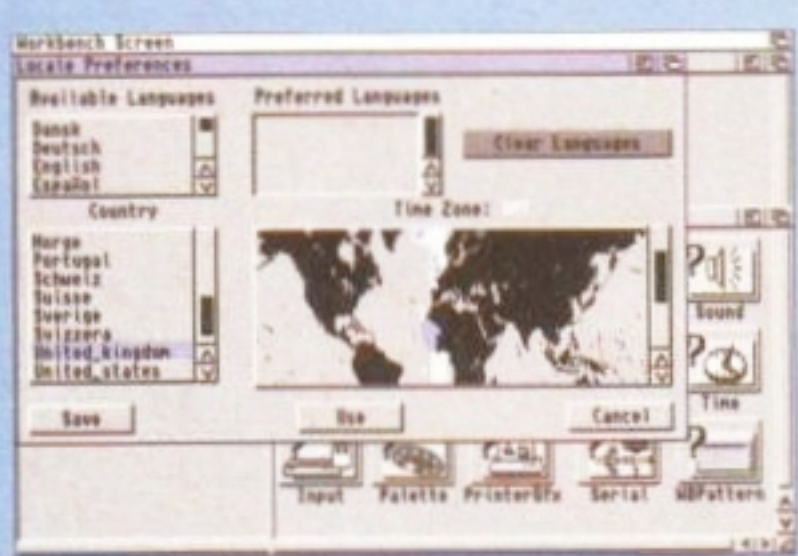 Workbench Screen
Locale Preferences
Available Languages
Preferred Languages
Dansk
Deutsch
English
Español
Clear Languages
Country
Time Zone:
Norge
Portugal
Schweiz
Suisse
Sverige
Svizzera
United_kingdom
United_states
Save
Use
Cancel
Sound
Time
Input
Palette
PrinterGfx
Serial
WBPattern